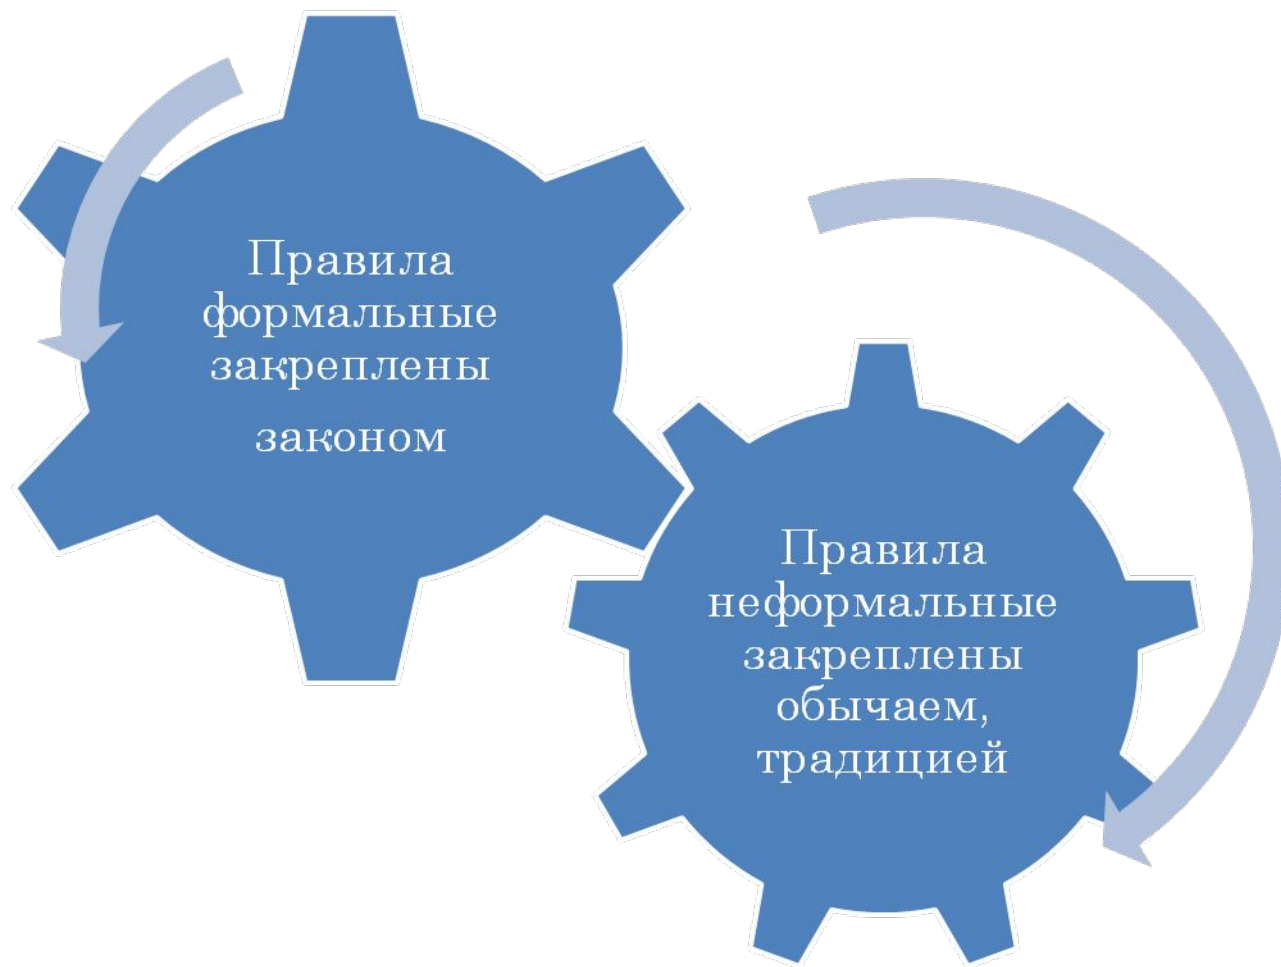 Правила
формальные
закреплены
законом
Правила
неформальные
закреплены
обычаем,
традицией